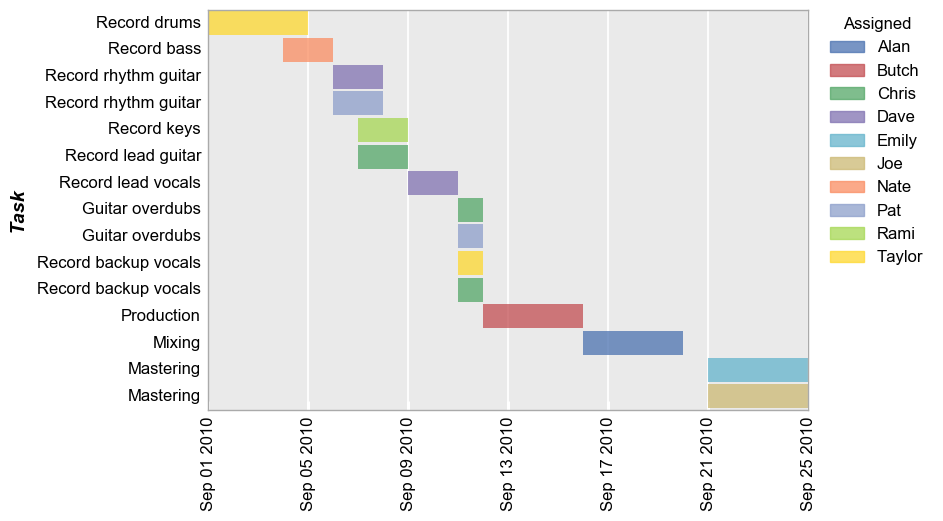 Task
Record drums
Record bass
Record rhythm guitar
Record rhythm guitar
Record keys
Record lead guitar
Record lead vocals
Guitar overdubs
Guitar overdubs
Record backup vocals
Record backup vocals
Production
Mixing
Mastering
Mastering
Sep 01 2010
Sep 05 2010
Sep 09 2010
Sep 13 2010
Sep 17 2010
Sep 21 2010
Sep 25 2010
Assigned
Alan
Butch
Chris
Dave
Emily
Joe
Nate
Pat
Rami
Taylor